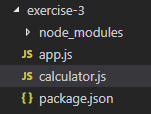 exercise-3
node_modules
JS app.js
JS calculator.js
{ } package.json